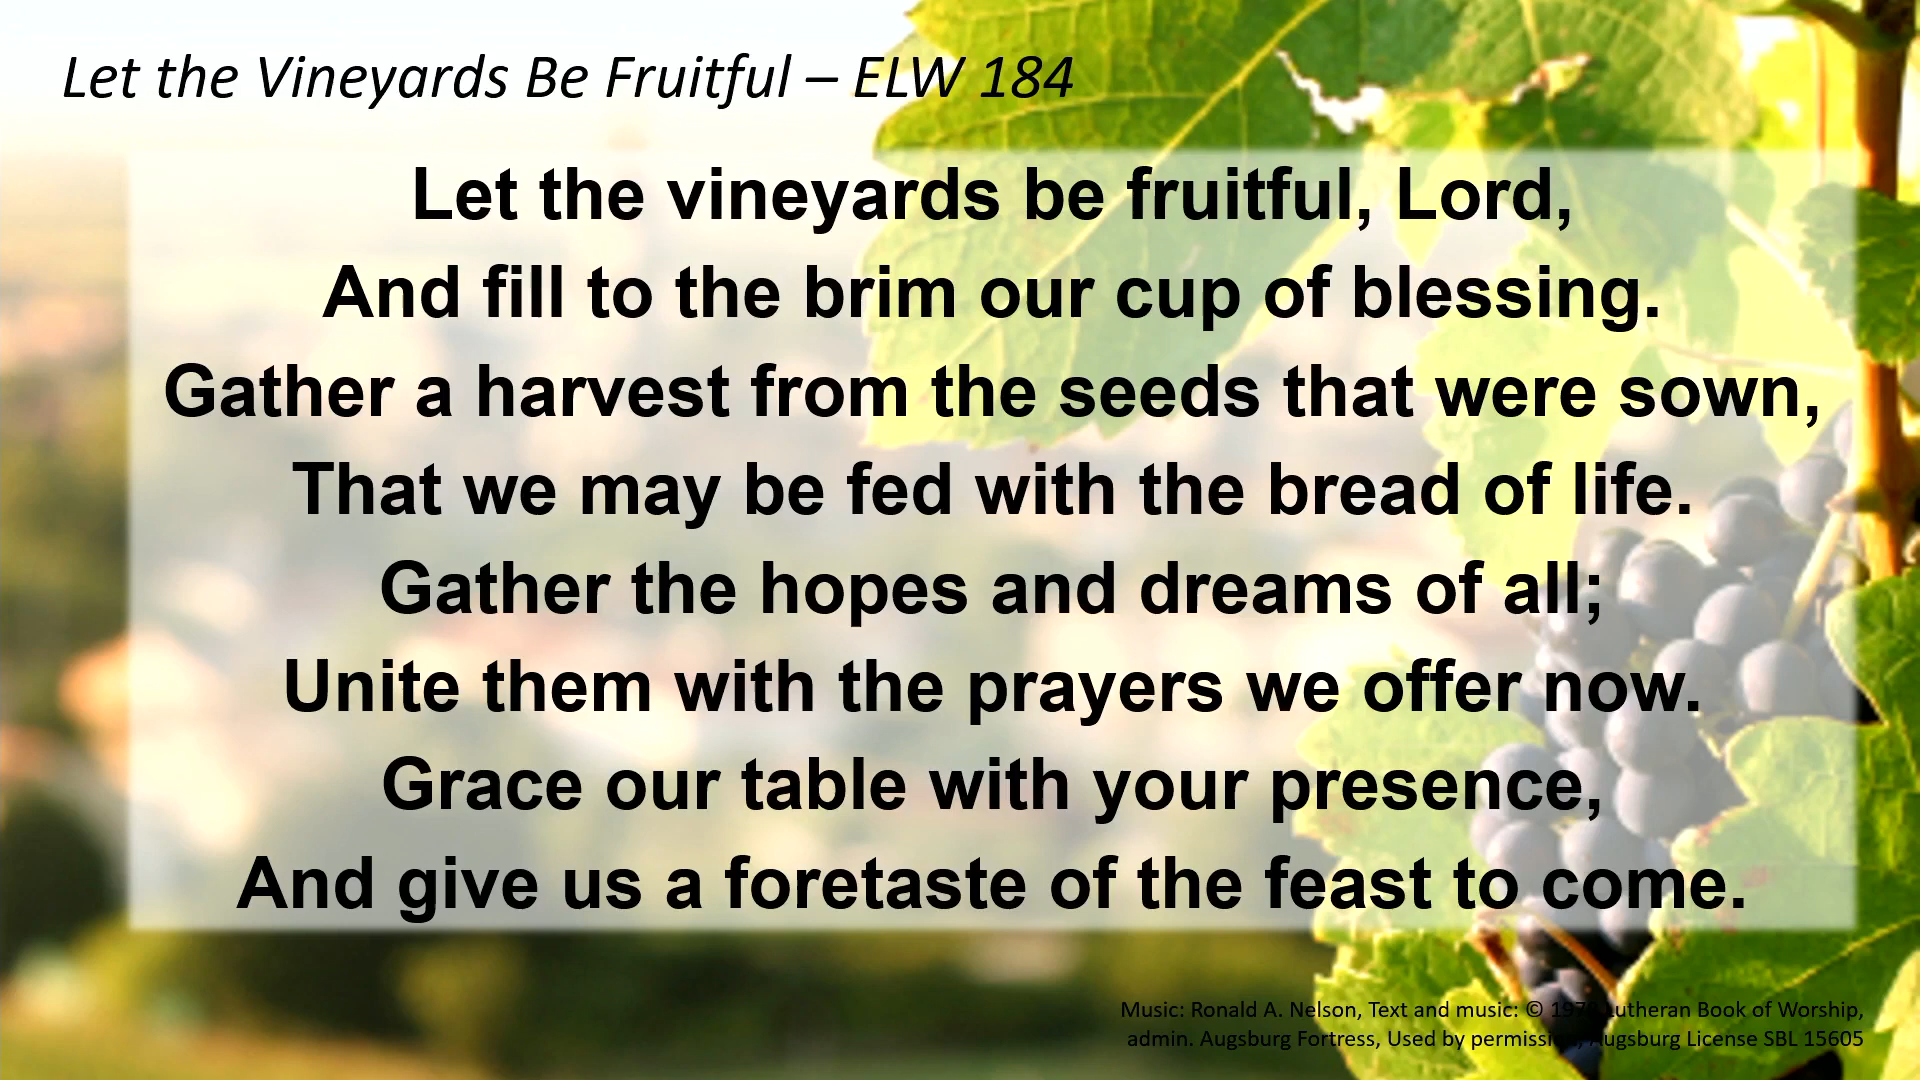 Let the Vineyards Be Fruitful – ELW 184
Let the vineyards be fruitful, Lord,
And fill to the brim our cup of blessing.
Gather a harvest from the seeds that were sown,
That we may be fed with the bread of life.
Gather the hopes and dreams of all;
Unite them with the prayers we offer now.
Grace our table with your presence,
And give us a foretaste of the feast to come.
Music: Ronald A. Nelson, Text and music: © Lutheran Book of Worship,
admin. Augsburg Fortress, Used by permission, Augsburg License SBL 15605